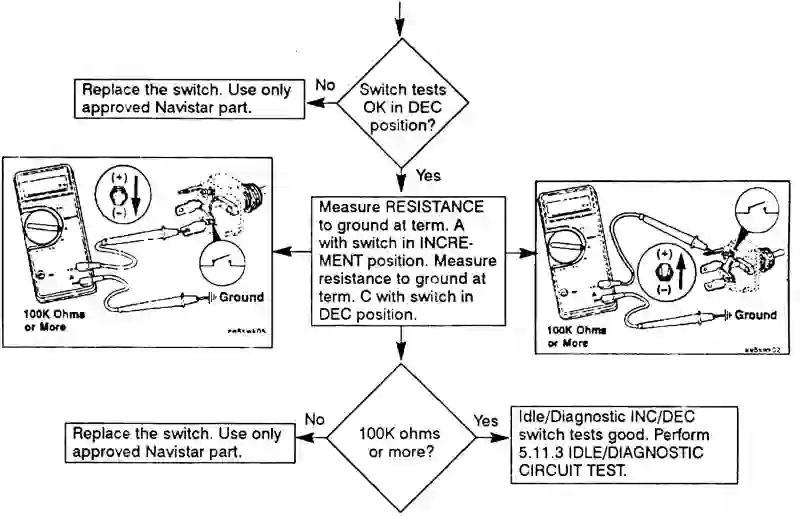 Switch tests
OK in DEC
position?
No
Replace the switch. Use only
approved Navistar part.
Yes
(+)
(−)
Ground
100K Ohms
or More
Measure RESISTANCE
to ground at term. A
with switch in INCRE-
MENT position. Measure
resistance to ground at
term. C with switch in
DEC position.
(+)
(−)
Ground
100K Ohms
or More
100K ohms
or more?
No
Replace the switch. Use only
approved Navistar part.
Yes
Idle/Diagnostic INC/DEC
switch tests good. Perform
5.11.3 IDLE/DIAGNOSTIC
CIRCUIT TEST.